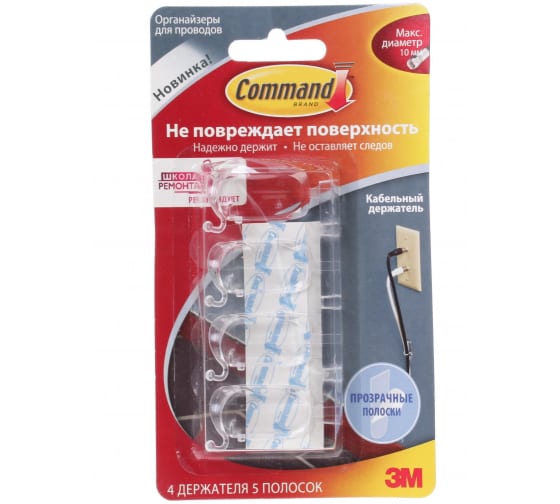 Органайзеры
для проводов
Макс.
диаметр
10 мм
Новинка!
Command
BRAND
Не повреждает поверхность
Надежно держит · Не оставляет следов
ШКОЛА
РЕМОНТА
РЕКОМЕНДУЕТ
Кабельный
держатель
ПРОЗРАЧНЫЕ
ПОЛОСКИ
4 ДЕРЖАТЕЛЯ 5 ПОЛОСОК
3M